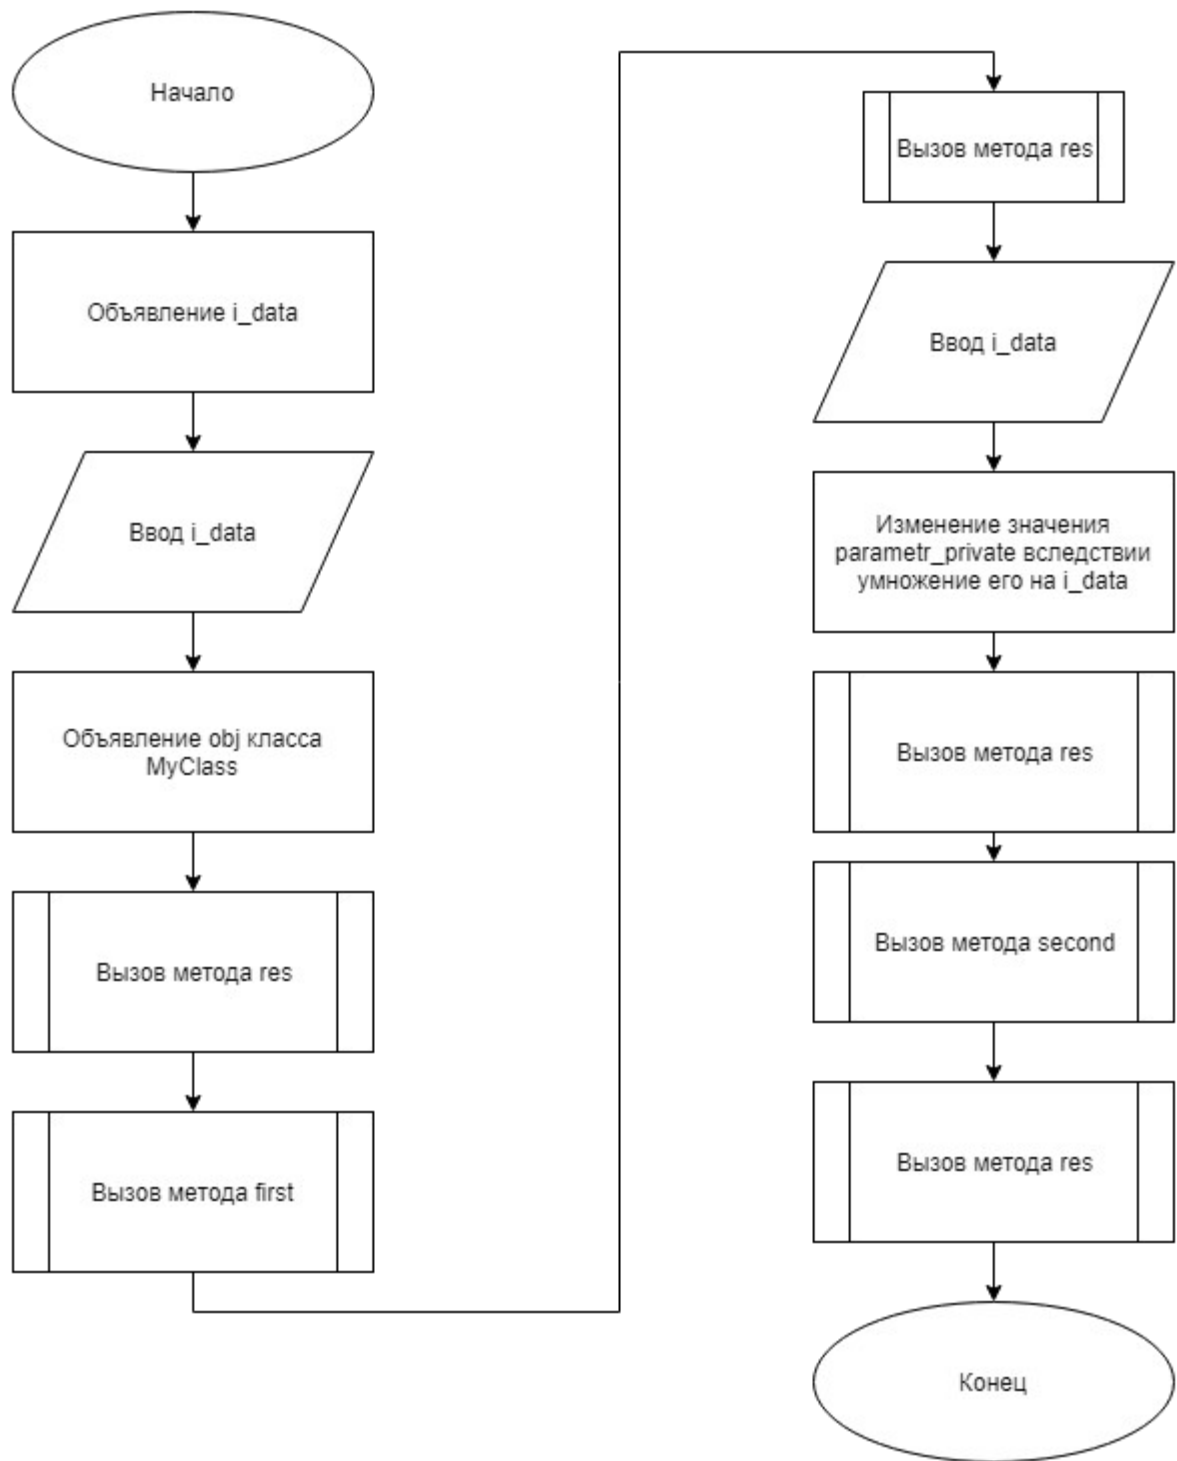 Начало
Объявление i_data
Ввод i_data
Объявление obj класса
MyClass
Вызов метода res
Вызов метода first
Вызов метода res
Ввод i_data
Изменение значения
parametr_private вследствии
умножение его на i_data
Вызов метода res
Вызов метода second
Вызов метода res
Конец